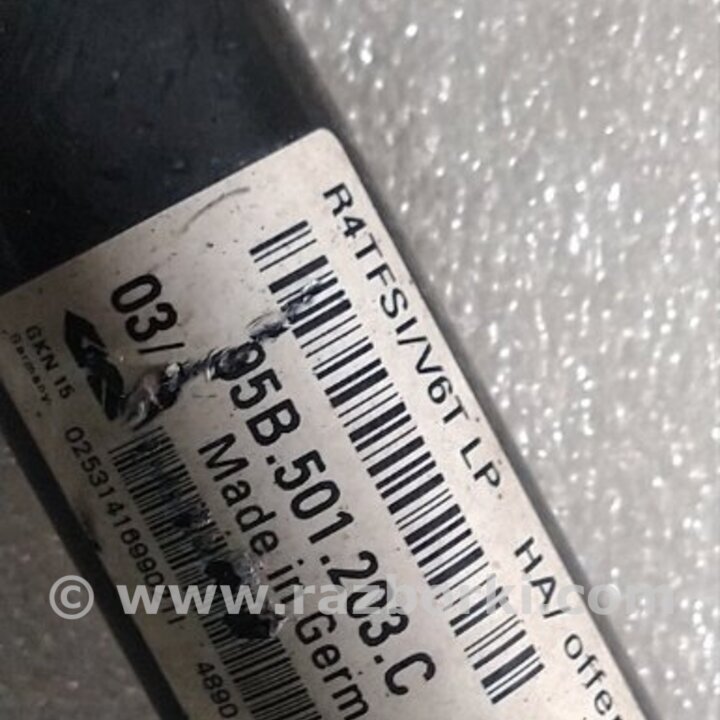 R4TFSI/V6T LP HA/ offe
03/ 95B.501.203.C
GKN 15
Germany
Made in Germ
4890
© www.razborki.com